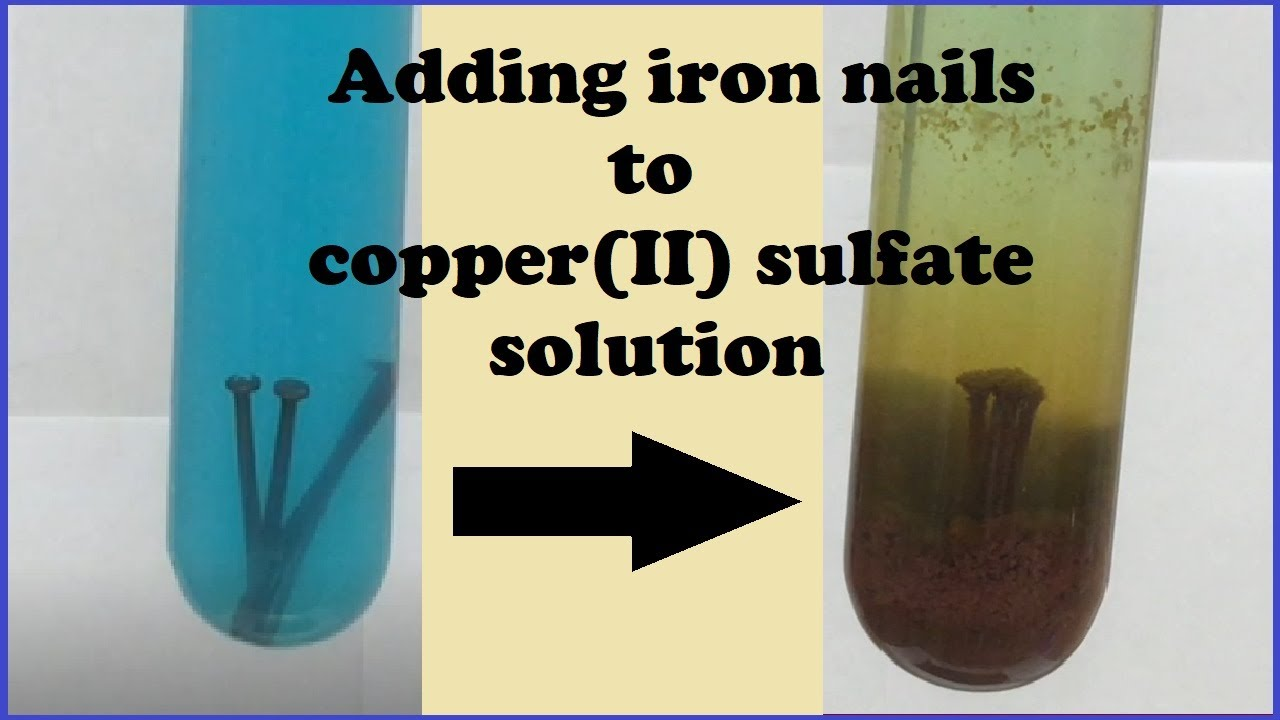 Adding iron nails
to
copper(II) sulfate
solution